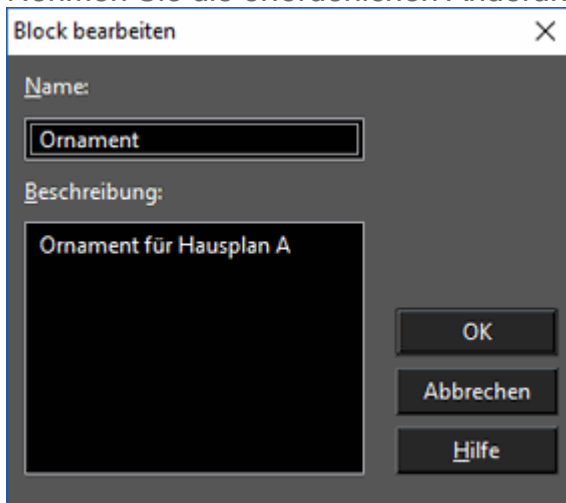 Block bearbeiten
Name:
Ornament
Beschreibung:
Ornament für Hausplan A
OK
Abbrechen
Hilfe